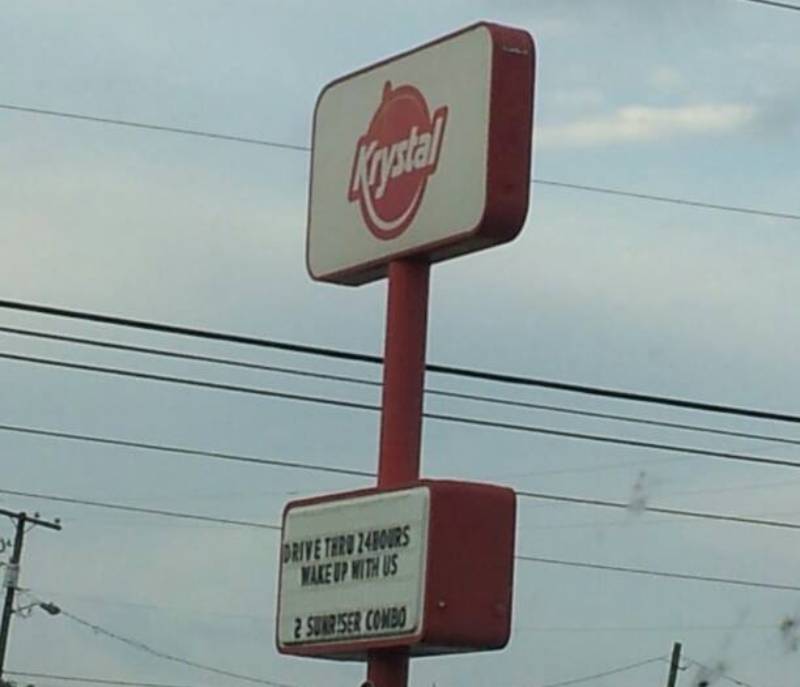 Krystal
DRIVE THRU 24HOURS
WAKE UP WITH US
2 SUNRISER COMBO